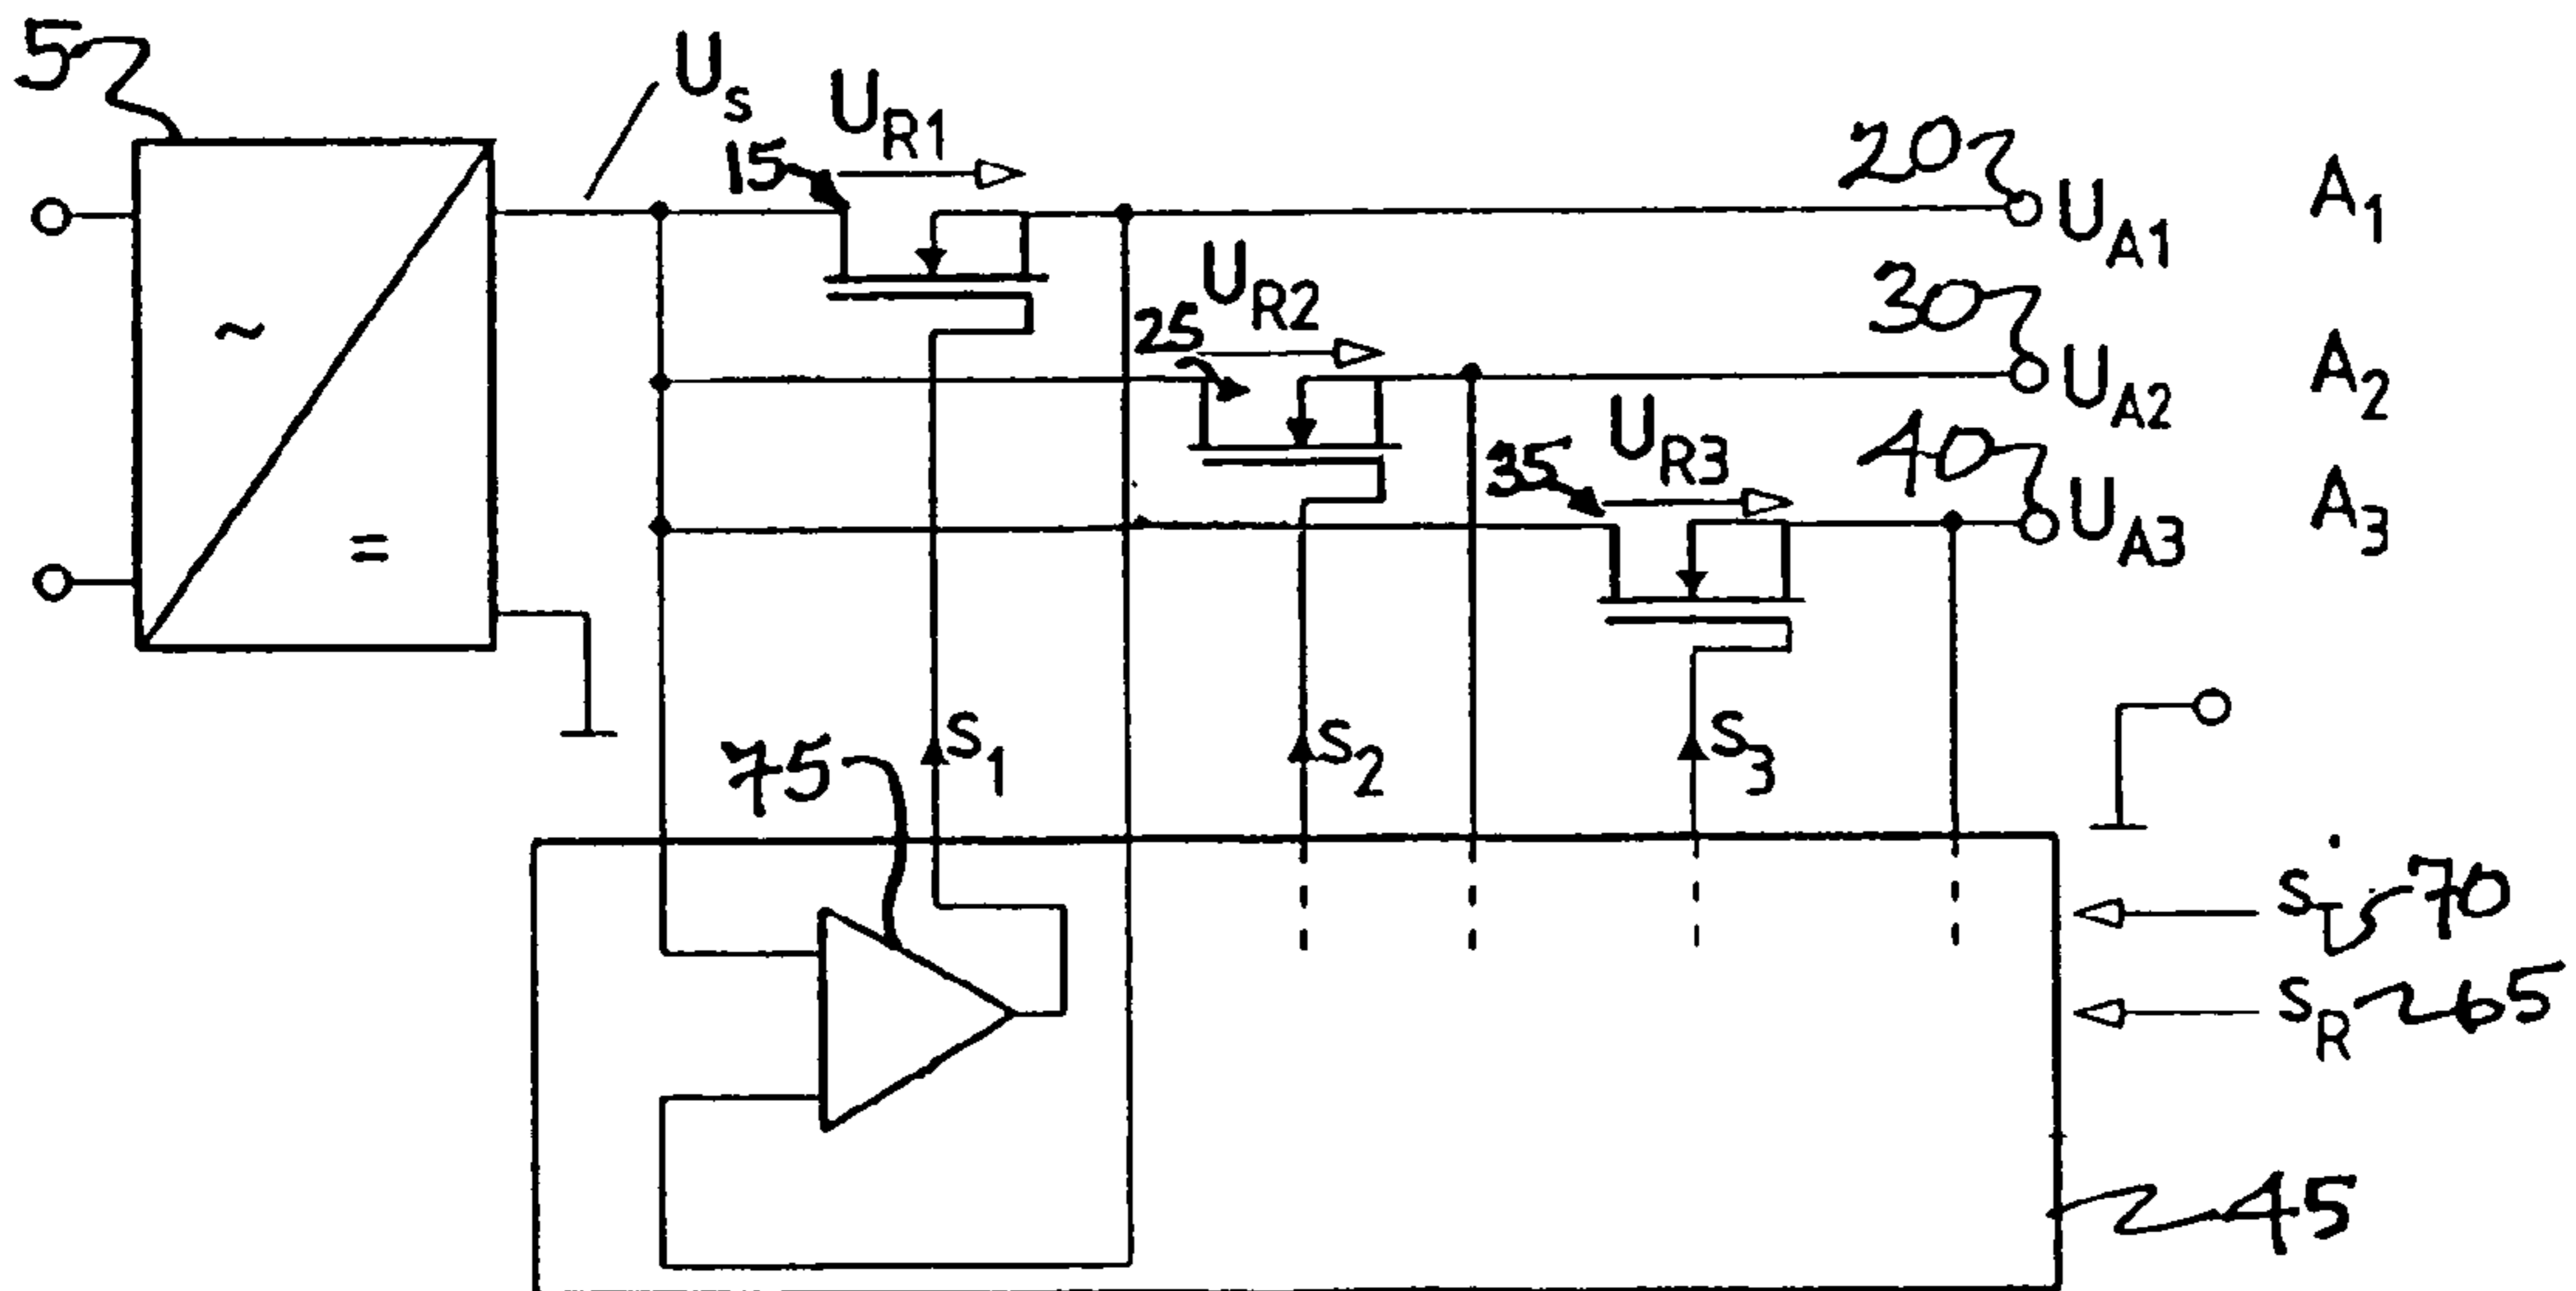 5
U_s
U_R1
15
20
U_A1 A_1
U_R2
25
30
U_A2 A_2
U_R3
35
40
U_A3 A_3
~
=
75
S_1
S_2
S_3
S_T 70
S_R 65
45